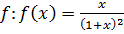 f: f(x) = x/(1+x)²